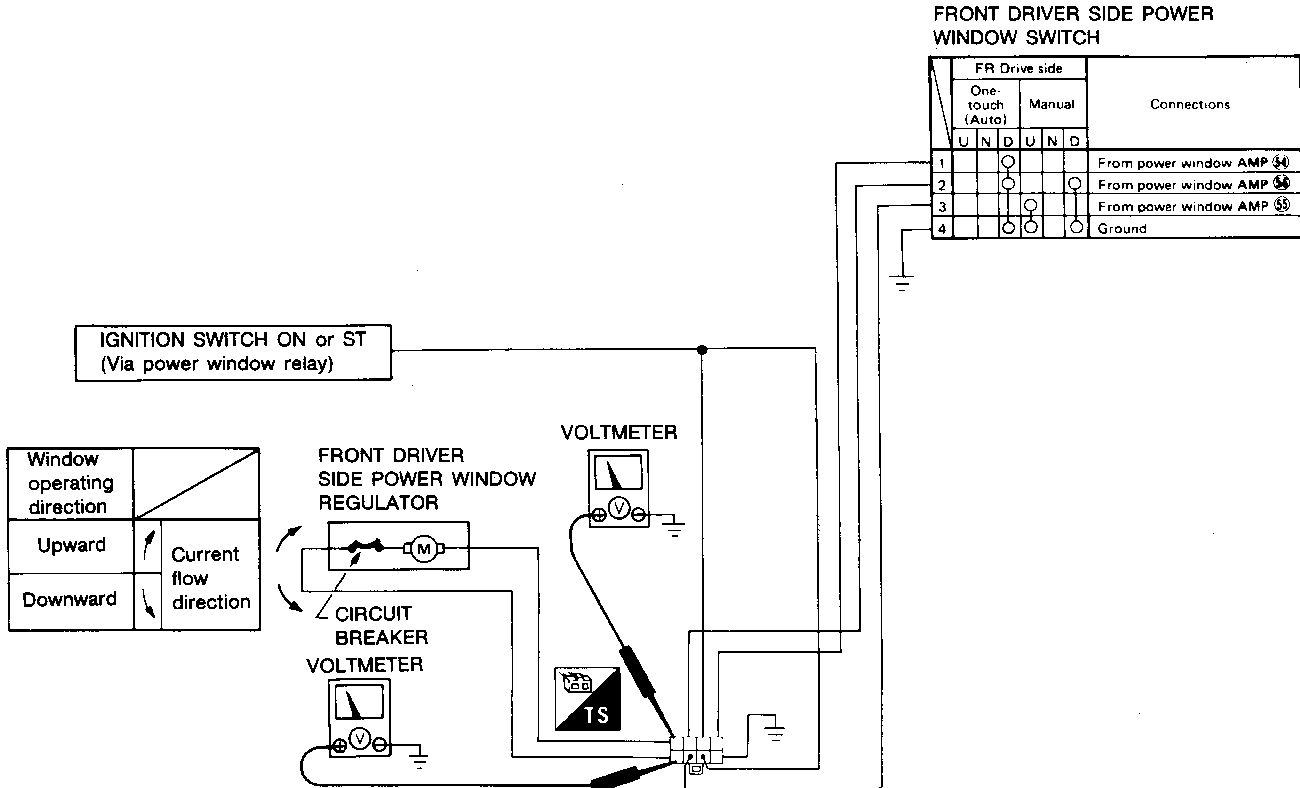 FRONT DRIVER SIDE POWER
WINDOW SWITCH
FR Drive side
One-
touch
(Auto)
Manual
Connections
U N D U N D
1 From power window AMP 54
2 From power window AMP 56
3 From power window AMP 55
4 Ground
IGNITION SWITCH ON or ST
(Via power window relay)
VOLTMETER
V
Window
operating
direction
Upward
Downward
Current
flow
direction
FRONT DRIVER
SIDE POWER WINDOW
REGULATOR
M
CIRCUIT
BREAKER
VOLTMETER
V
TS